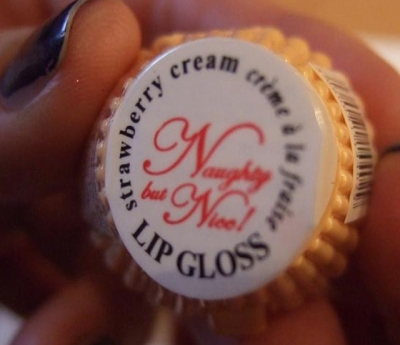 strawberry cream crème à la fraise
Naughty
but Nice!
LIP GLOSS